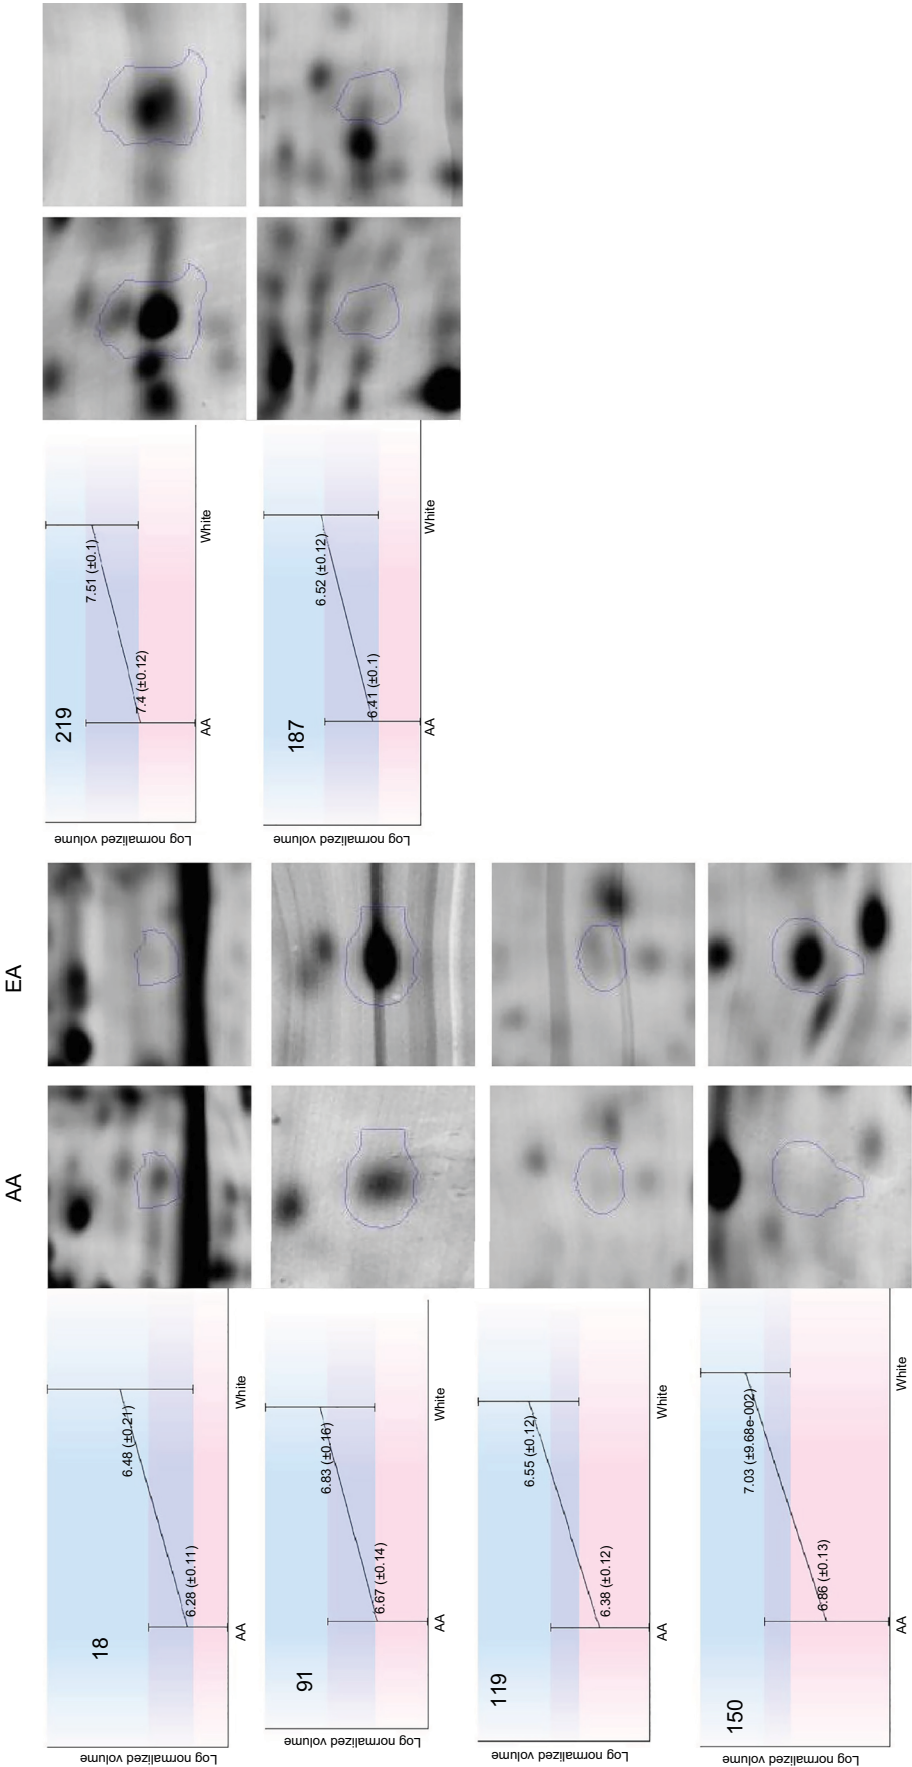 AA
EA
18
Log normalized volume
6.28 (±0.11)
6.48 (±0.21)
AA
White
91
Log normalized volume
6.67 (±0.14)
6.83 (±0.16)
AA
White
119
Log normalized volume
6.38 (±0.12)
6.55 (±0.12)
AA
White
150
Log normalized volume
6.86 (±0.13)
7.03 (±9.68e-002)
AA
White
219
Log normalized volume
7.4 (±0.12)
7.51 (±0.1)
AA
White
187
Log normalized volume
6.41 (±0.1)
6.52 (±0.12)
AA
White